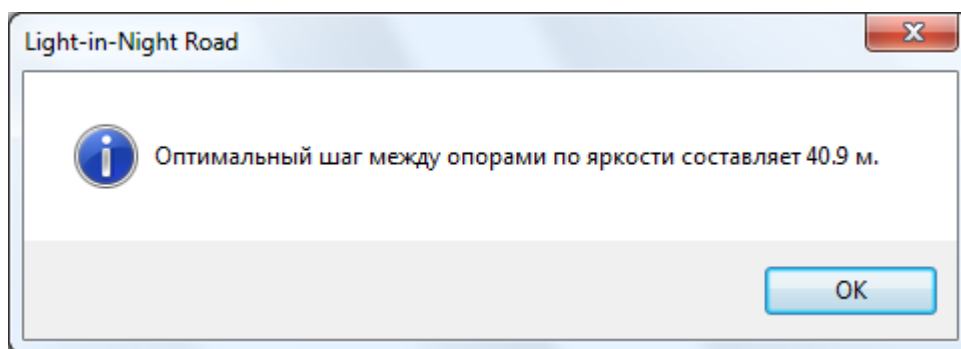 Light-in-Night Road
Оптимальный шаг между опорами по яркости составляет 40.9 м.
OK